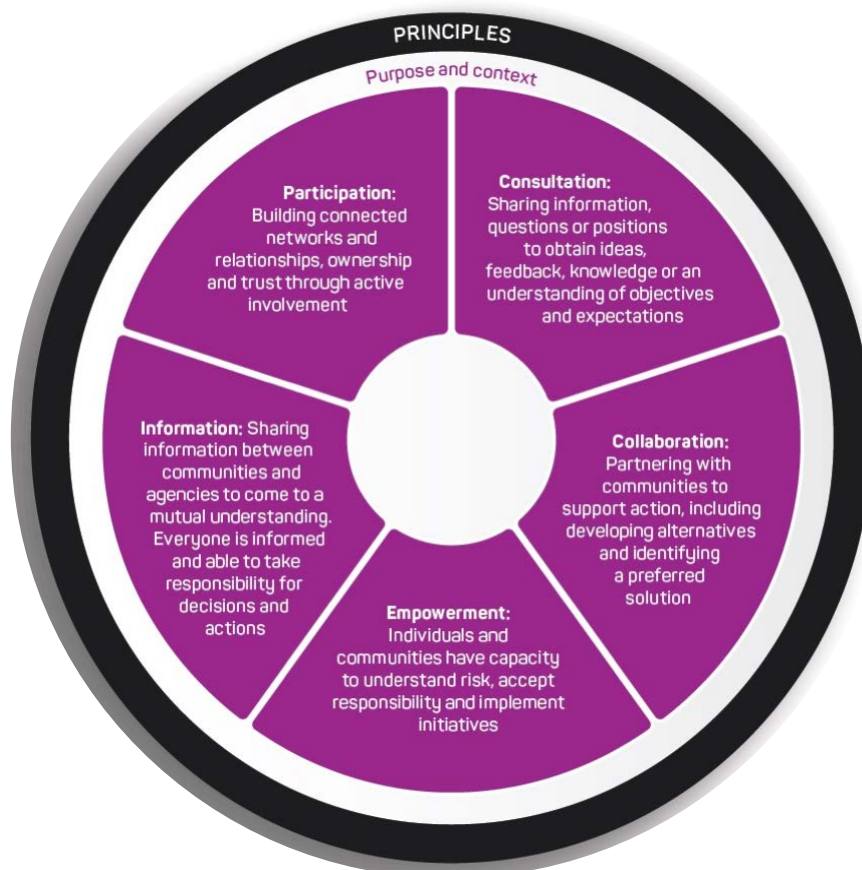 PRINCIPLES
Purpose and context
Participation:
Building connected
networks and
relationships, ownership
and trust through active
involvement
Consultation:
Sharing information,
questions or positions
to obtain ideas,
feedback, knowledge or an
understanding of objectives
and expectations
Information: Sharing
information between
communities and
agencies to come to a
mutual understanding.
Everyone is informed
and able to take
responsibility for
decisions and
actions
Collaboration:
Partnering with
communities to
support action, including
developing alternatives
and identifying
a preferred
solution
Empowerment:
Individuals and
communities have capacity
to understand risk, accept
responsibility and implement
initiatives